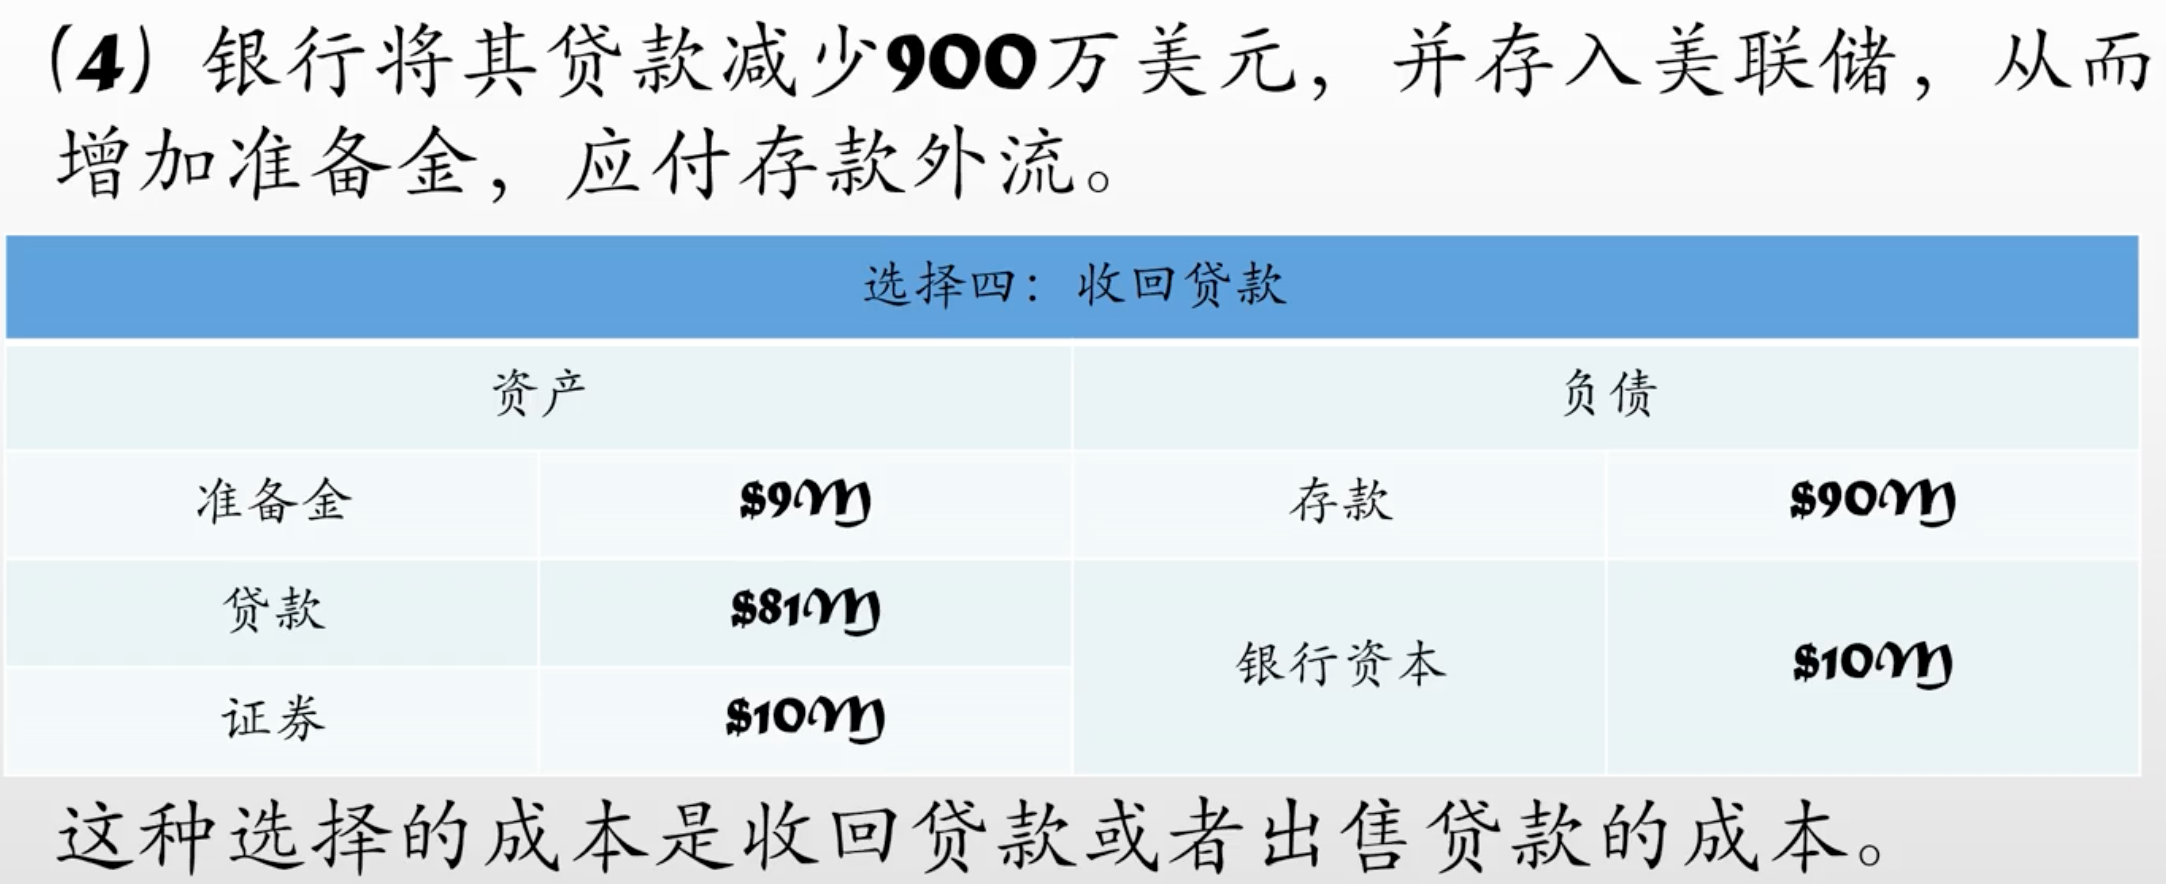 (4) 银行将其贷款减少900万美元，并存入美联储，从而
增加准备金，应付存款外流。
选择四：收回贷款
资产 负债
准备金 $9M 存款 $90M
贷款 $81M
银行资本 $10M
证券 $10M
这种选择的成本是收回贷款或者出售贷款的成本。